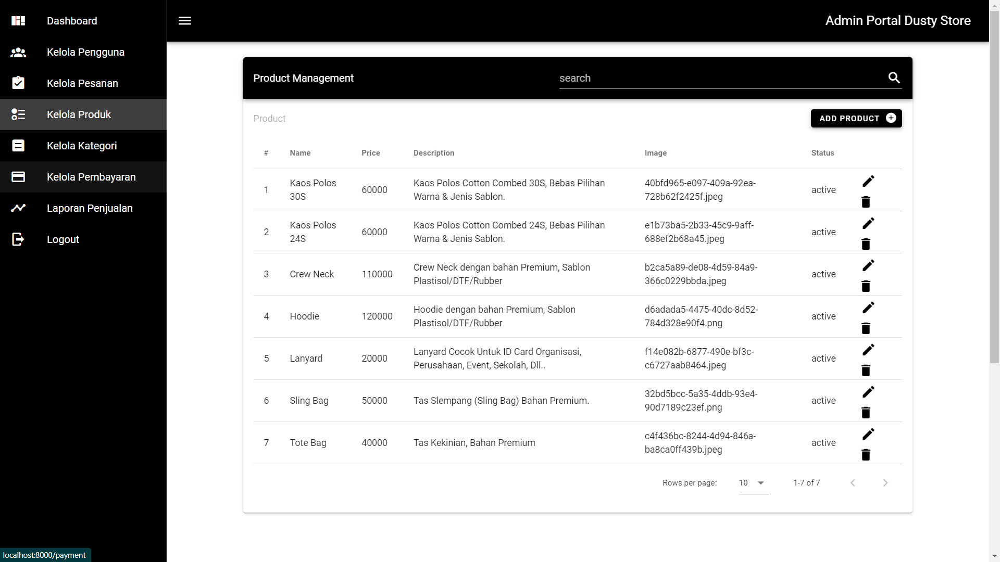 Dashboard
Kelola Pengguna
Kelola Pesanan
Kelola Produk
Kelola Kategori
Kelola Pembayaran
Laporan Penjualan
Logout
Admin Portal Dusty Store
Product Management
search
Product
ADD PRODUCT
# Name Price Description Image Status
1 Kaos Polos 30S 60000 Kaos Polos Cotton Combed 30S, Bebas Pilihan Warna & Jenis Sablon. 40bfd965-e097-409a-92ea-728b62f2425f.jpeg active
2 Kaos Polos 24S 60000 Kaos Polos Cotton Combed 24S, Bebas Pilihan Warna & Jenis Sablon. e1b73ba5-2b33-45c9-9aff-688ef2b68a45.jpeg active
3 Crew Neck 110000 Crew Neck dengan bahan Premium, Sablon Plastisol/DTF/Rubber b2ca5a89-de08-4d59-84a9-366c0229bbda.jpeg active
4 Hoodie 120000 Hoodie dengan bahan Premium, Sablon Plastisol/DTF/Rubber d6adada5-4475-40dc-8d52-784d328e90f4.png active
5 Lanyard 20000 Lanyard Cocok Untuk ID Card Organisasi, Perusahaan, Event, Sekolah, Dll.. f14e082b-6877-490e-bf3c-c6727aab8464.jpeg active
6 Sling Bag 50000 Tas Slempang (Sling Bag) Bahan Premium. 32bd5bcc-5a35-4ddb-93e4-90d7189c23ef.png active
7 Tote Bag 40000 Tas Kekinian, Bahan Premium c4f436bc-8244-4d94-846a-ba8ca0ff439b.jpeg active
Rows per page: 10 1-7 of 7
localhost:8000/payment